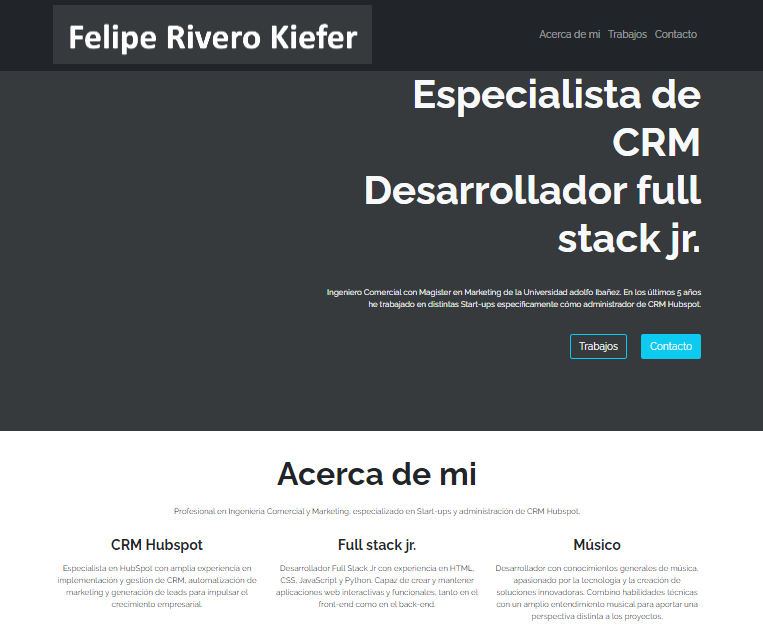 Felipe Rivero Kiefer
Acerca de mi Trabajos Contacto
Especialista de
CRM
Desarrollador full
stack jr.
Ingeniero Comercial con Magister en Marketing de la Universidad adolfo Ibañez. En los últimos 5 años
he trabajado en distintas Start-ups especificamente cómo administrador de CRM Hubspot.
Trabajos Contacto
Acerca de mi
Profesional en Ingeniería Comercial y Marketing, especializado en Start-ups y administración de CRM Hubspot.
CRM Hubspot
Especialista en HubSpot con amplia experiencia en
implementación y gestión de CRM, automatización de
marketing y generación de leads para impulsar el
crecimiento empresarial.
Full stack jr.
Desarrollador Full Stack Jr con experiencia en HTML,
CSS, JavaScript y Python. Capaz de crear y mantener
aplicaciones web interactivas y funcionales, tanto en el
front-end como en el back-end.
Músico
Desarrollador con conocimientos generales de música,
apasionado por la tecnología y la creación de
soluciones innovadoras. Combino habilidades técnicas
con un amplio entendimiento musical para aportar una
perspectiva distinta a los proyectos.